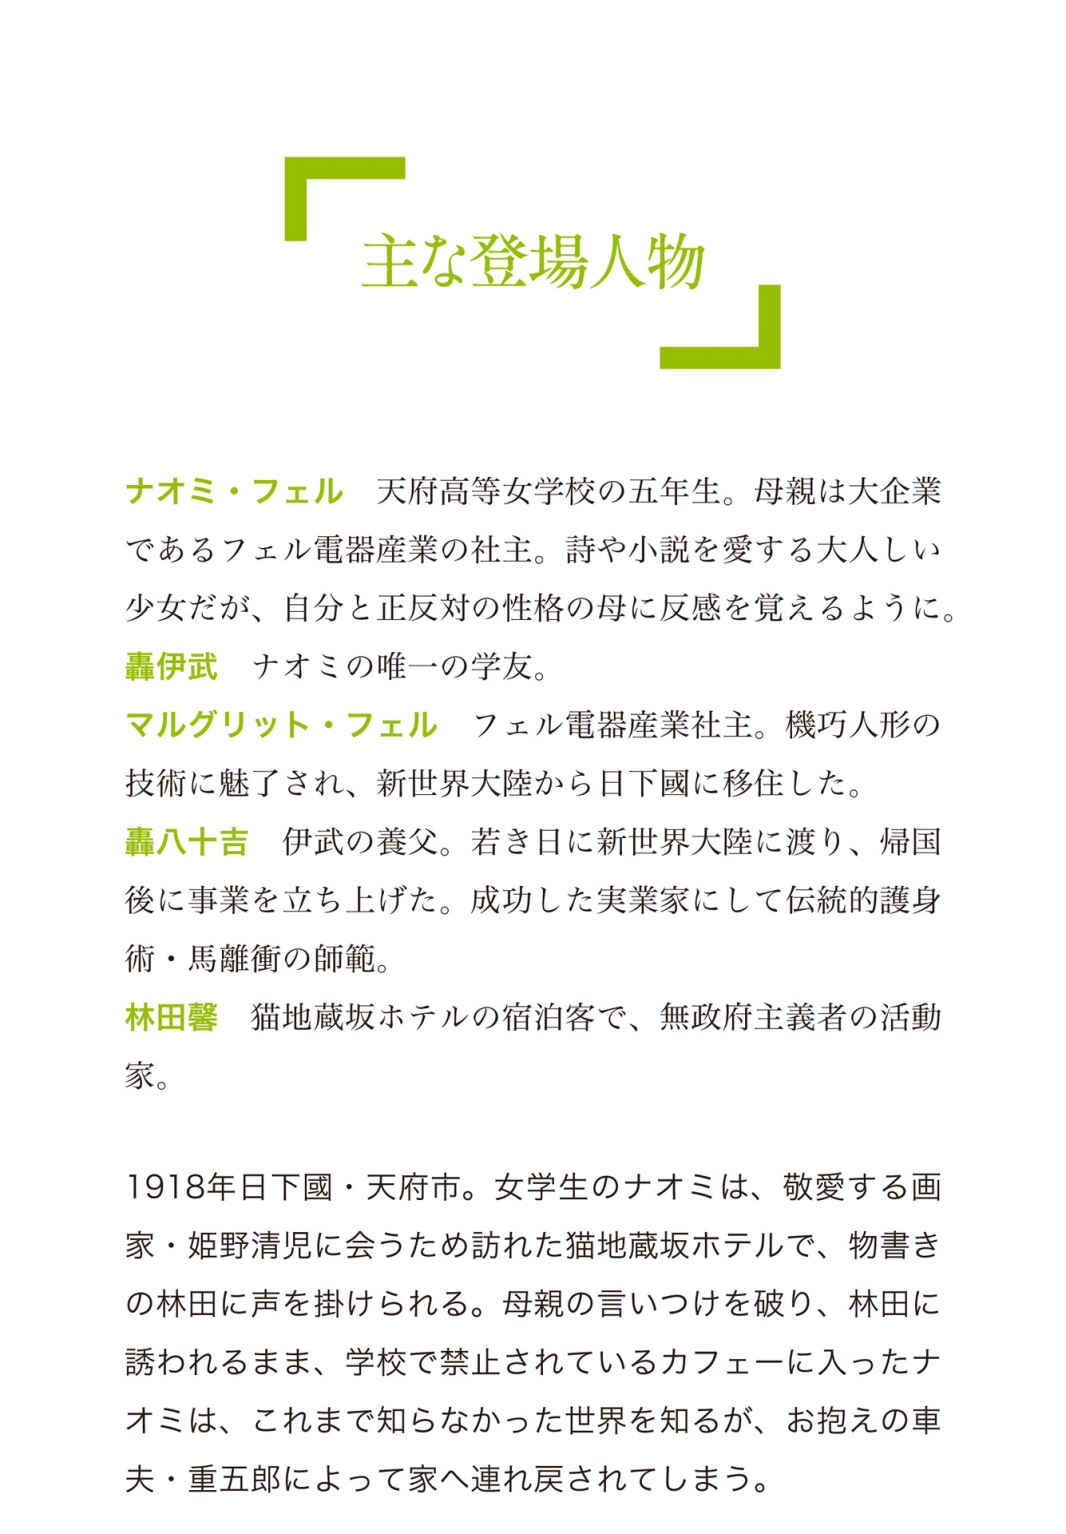 主な登場人物
ナオミ・フェル　天府高等女学校の五年生。母親は大企業
であるフェル電器産業の社主。詩や小説を愛する大人しい
少女だが、自分と正反対の性格の母に反感を覚えるように。
轟伊武　ナオミの唯一の学友。
マルグリット・フェル　フェル電器産業社主。機巧人形の
技術に魅了され、新世界大陸から日下國に移住した。
轟八十吉　伊武の養父。若き日に新世界大陸に渡り、帰国
後に事業を立ち上げた。成功した実業家にして伝統的護身
術・馬離衝の師範。
林田馨　猫地蔵坂ホテルの宿泊客で、無政府主義者の活動
家。
1918年日下國・天府市。女学生のナオミは、敬愛する画
家・姫野清児に会うため訪れた猫地蔵坂ホテルで、物書き
の林田に声を掛けられる。母親の言いつけを破り、林田に
誘われるまま、学校で禁止されているカフェーに入ったナ
オミは、これまで知らなかった世界を知るが、お抱えの車
夫・重五郎によって家へ連れ戻されてしまう。